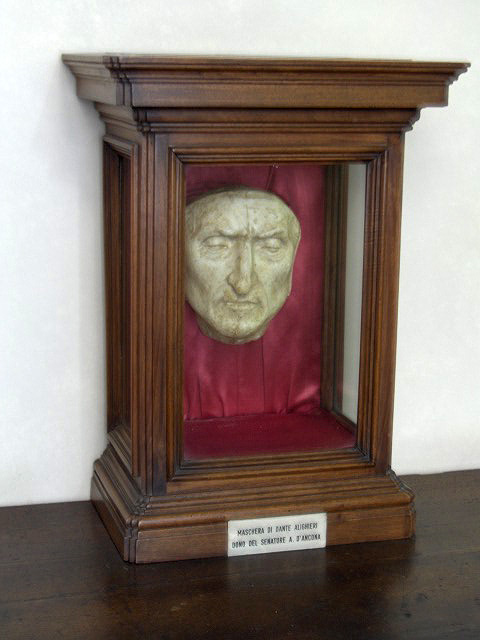 MASCHERA DI DANTE ALIGHIERI
DONO DEL SENATORE A. D'ANCONA